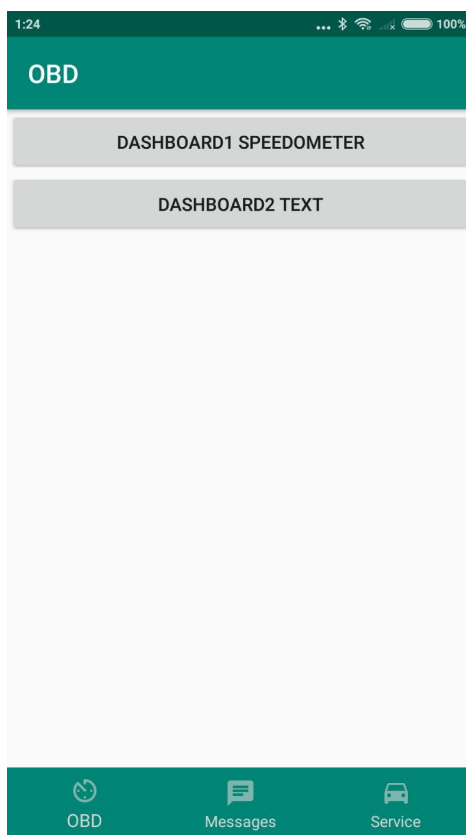 1:24
100%
OBD
DASHBOARD1 SPEEDOMETER
DASHBOARD2 TEXT
OBD
Messages
Service